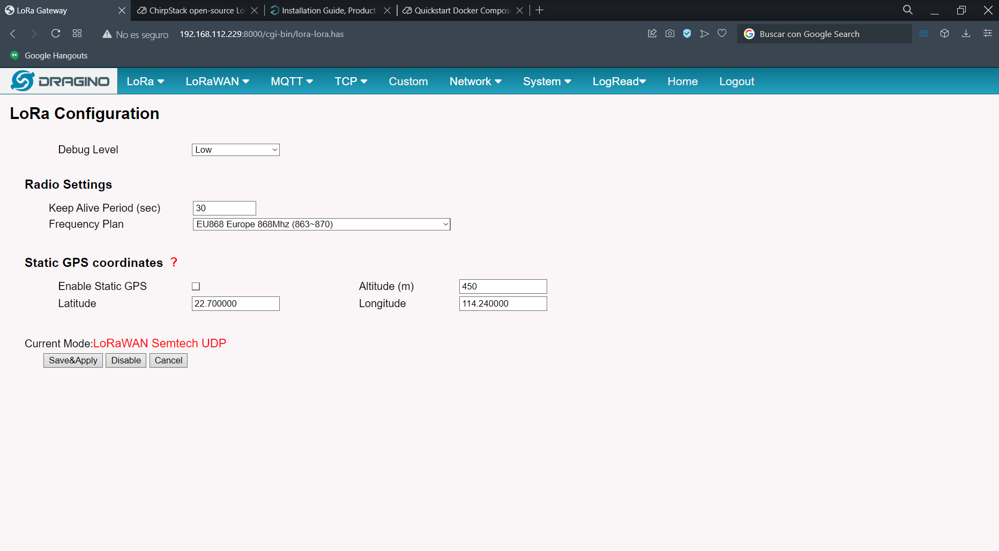 LoRa Gateway
ChirpStack open-source Lo
Installation Guide, Product
Quickstart Docker Compos
No es seguro 192.168.112.229:8000/cgi-bin/lora-lora.has
Buscar con Google Search
Google Hangouts
DRAGINO LoRa LoRaWAN MQTT TCP Custom Network System LogRead Home Logout
LoRa Configuration
Debug Level Low
Radio Settings
Keep Alive Period (sec) 30
Frequency Plan EU868 Europe 868Mhz (863~870)
Static GPS coordinates ?
Enable Static GPS Altitude (m) 450
Latitude 22.700000 Longitude 114.240000
Current Mode:LoRaWAN Semtech UDP
Save&Apply Disable Cancel